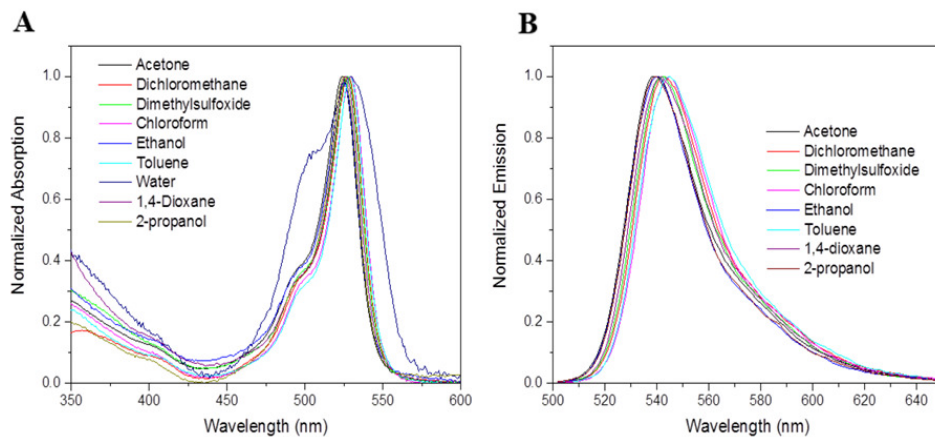 A
Normalized Absorption
1.0
0.8
0.6
0.4
0.2
0.0
Acetone
Dichloromethane
Dimethylsulfoxide
Chloroform
Ethanol
Toluene
Water
1,4-Dioxane
2-propanol
350 400 450 500 550 600
Wavelength (nm)
B
Normalized Emission
1.0
0.8
0.6
0.4
0.2
0.0
Acetone
Dichloromethane
Dimethylsulfoxide
Chloroform
Ethanol
Toluene
1,4-dioxane
2-propanol
500 520 540 560 580 600 620 640
Wavelength (nm)